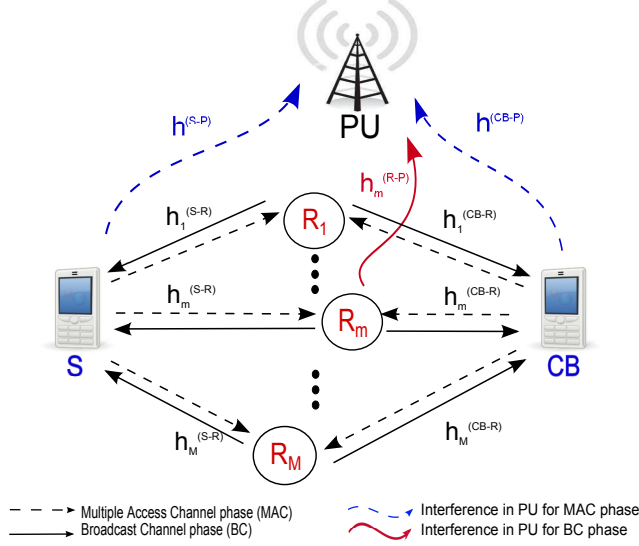 PU
h(S-P)
h(CB-P)
hm(R-P)
h1(S-R)
R1
h1(CB-R)
hm(S-R)
Rm
hm(CB-R)
S
CB
hM(S-R)
RM
hM(CB-R)
Multiple Access Channel phase (MAC)
Broadcast Channel phase (BC)
Interference in PU for MAC phase
Interference in PU for BC phase